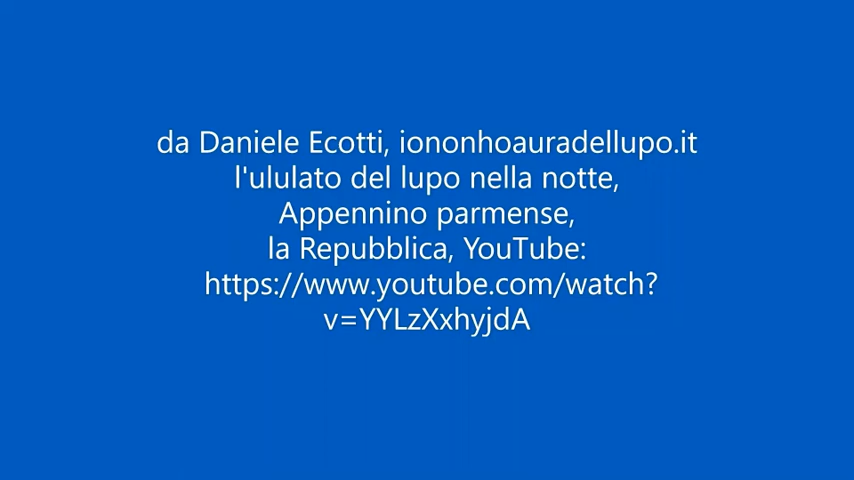 da Daniele Ecotti, iononhoauradellupo.it
l'ululato del lupo nella notte,
Appennino parmense,
la Repubblica, YouTube:
https://www.youtube.com/watch?
v=YYLzXxhyjdA